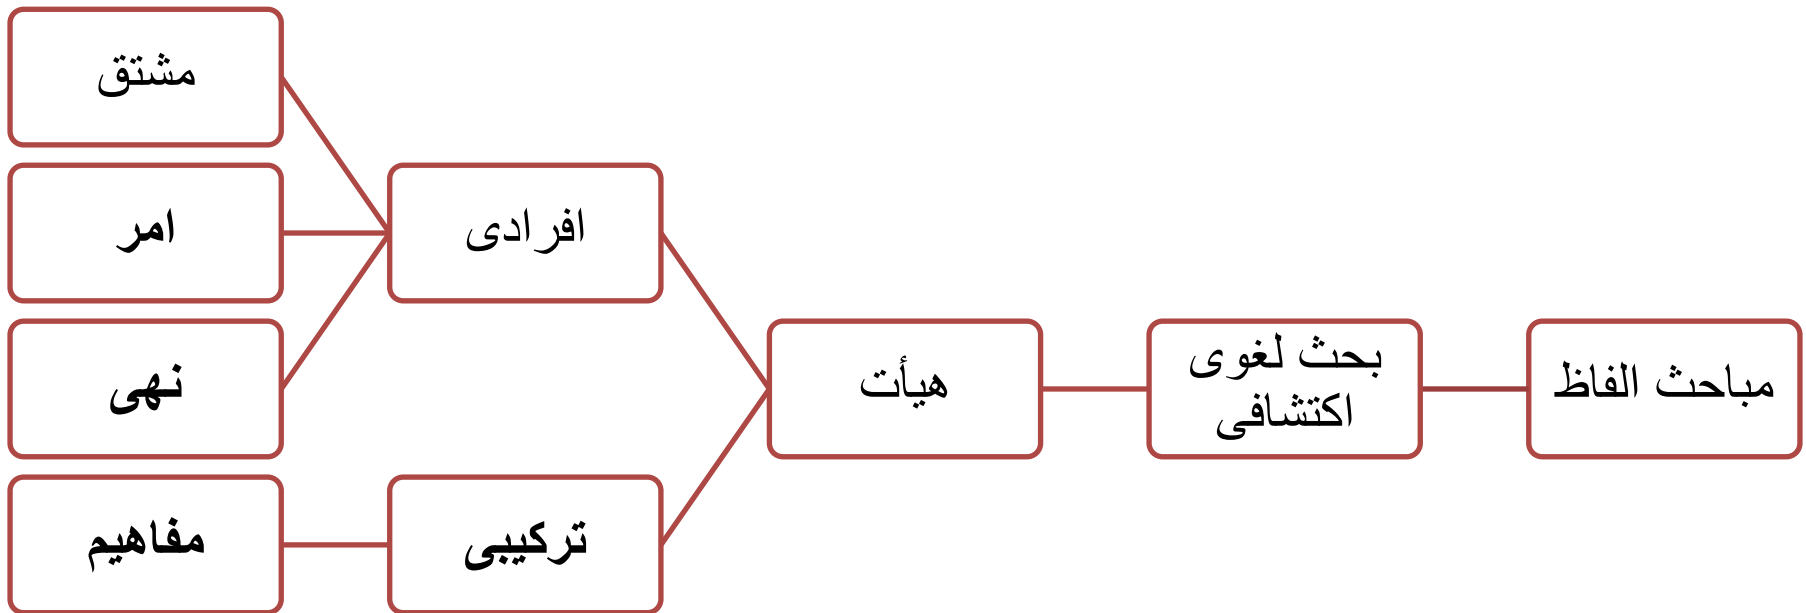 مباحث الفاظ
بحث لغوی
اکتشافی
هیأت
افرادی
مشتق
امر
نهی
ترکیبی
مفاهیم